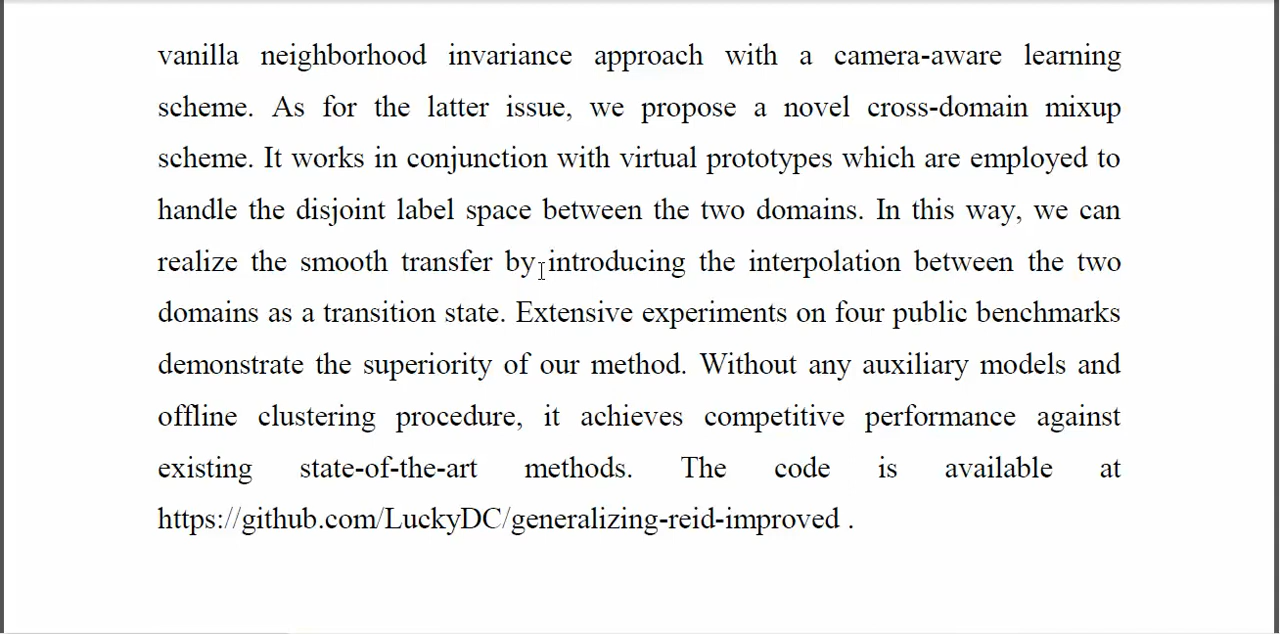 vanilla neighborhood invariance approach with a camera-aware learning
scheme. As for the latter issue, we propose a novel cross-domain mixup
scheme. It works in conjunction with virtual prototypes which are employed to
handle the disjoint label space between the two domains. In this way, we can
realize the smooth transfer by introducing the interpolation between the two
domains as a transition state. Extensive experiments on four public benchmarks
demonstrate the superiority of our method. Without any auxiliary models and
offline clustering procedure, it achieves competitive performance against
existing state-of-the-art methods. The code is available at
https://github.com/LuckyDC/generalizing-reid-improved .